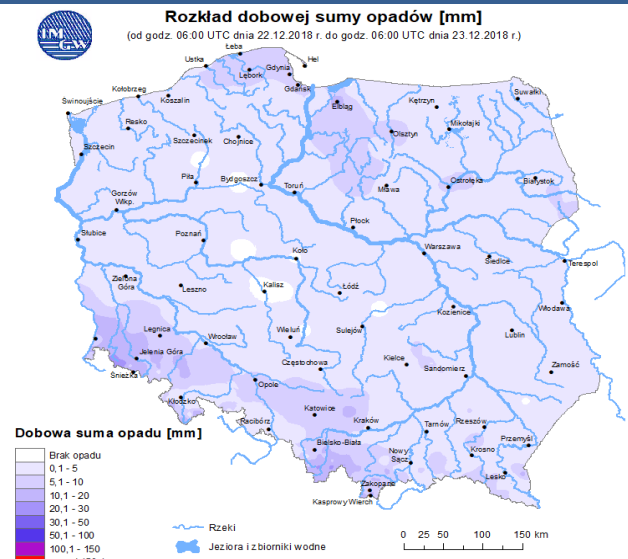 Rozkład dobowej sumy opadów [mm]
(od godz. 06:00 UTC dnia 22.12.2018 r. do godz. 06:00 UTC dnia 23.12.2018 r.)
IM
G-W
Łeba
Ustka
Hel
Lębork
Gdynia
Gdańsk
Kołobrzeg
Koszalin
Świnoujście
Elbląg
Kętrzyn
Suwałki
Resko
Szczecinek
Chojnice
Olsztyn
Mikołajki
Szczecin
Piła
Bydgoszcz
Toruń
Mława
Ostrołęka
Białystok
Gorzów
Wlkp.
Płock
Słubice
Poznań
Koło
Warszawa
Siedlce
Terespol
Zielona
Góra
Leszno
Kalisz
Łódź
Kozienice
Włodawa
Legnica
Wrocław
Wieluń
Sulejów
Lublin
Jelenia Góra
Śnieżka
Częstochowa
Kielce
Sandomierz
Zamość
Kłodzko
Opole
Katowice
Racibórz
Kraków
Tarnów
Rzeszów
Przemyśl
Bielsko-Biała
Nowy
Sącz
Krosno
Lesko
Zakopane
Kasprowy Wierch
Dobowa suma opadu [mm]
Brak opadu
0,1 - 5
5,1 - 10
10,1 - 20
20,1 - 30
30,1 - 50
50,1 - 100
100,1 - 150
Rzeki
Jeziora i zbiorniki wodne
0 25 50 100 150 km